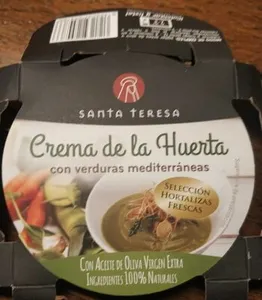 SANTA TERESA
Crema de la Huerta
con verduras mediterráneas
SELECCIÓN
HORTALIZAS
FRESCAS
CON ACEITE DE OLIVA VIRGEN EXTRA
INGREDIENTES 100% NATURALES